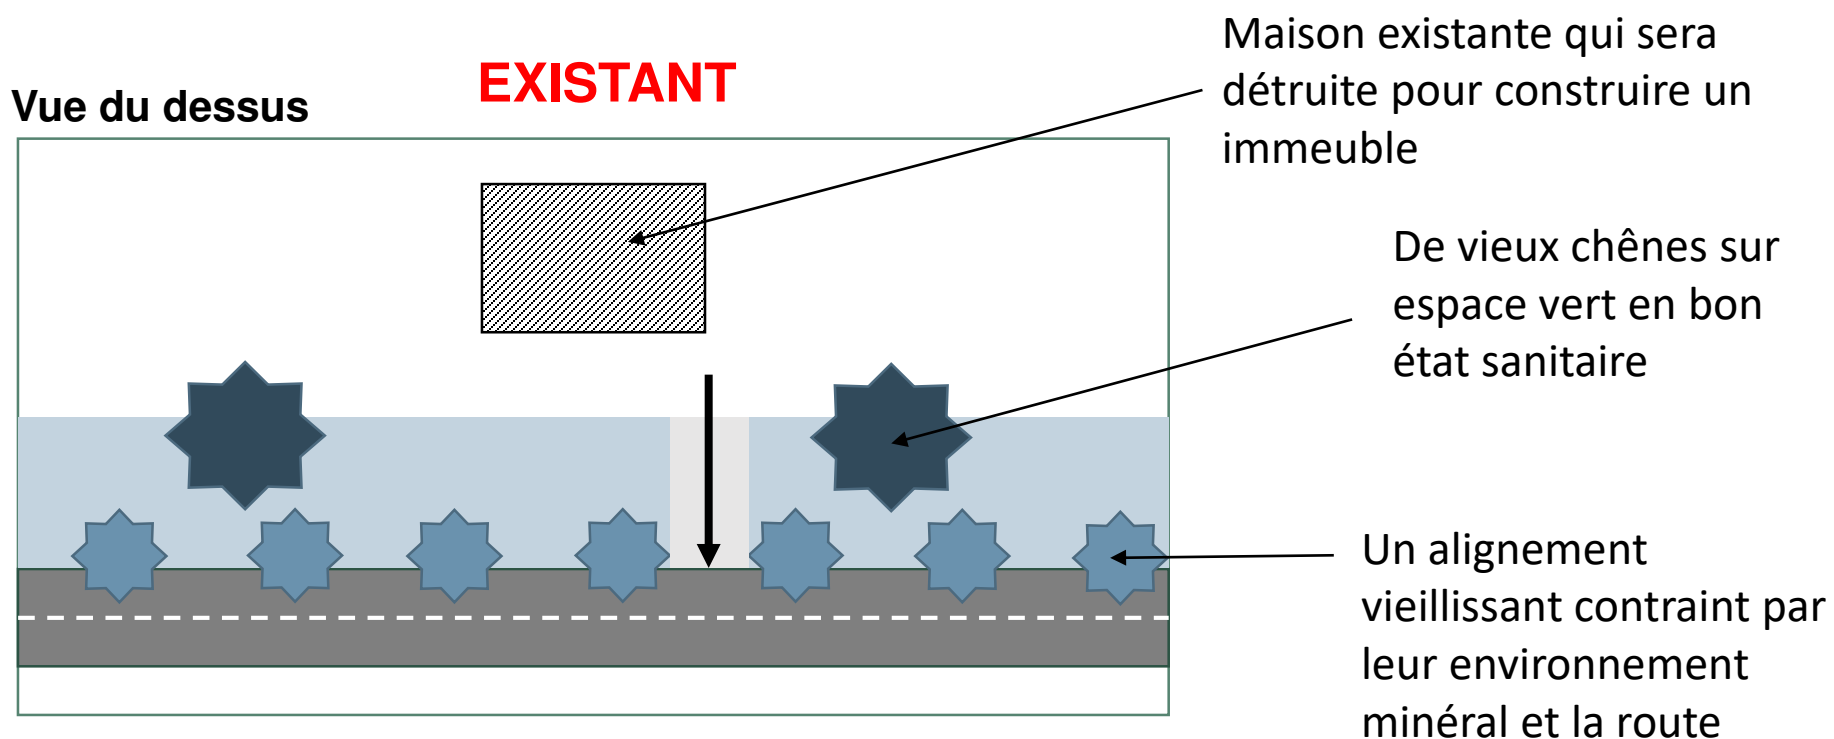 Vue du dessus
EXISTANT
Maison existante qui sera
détruite pour construire un
immeuble
De vieux chênes sur
espace vert en bon
état sanitaire
Un alignement
vieillissant contraint par
leur environnement
minéral et la route